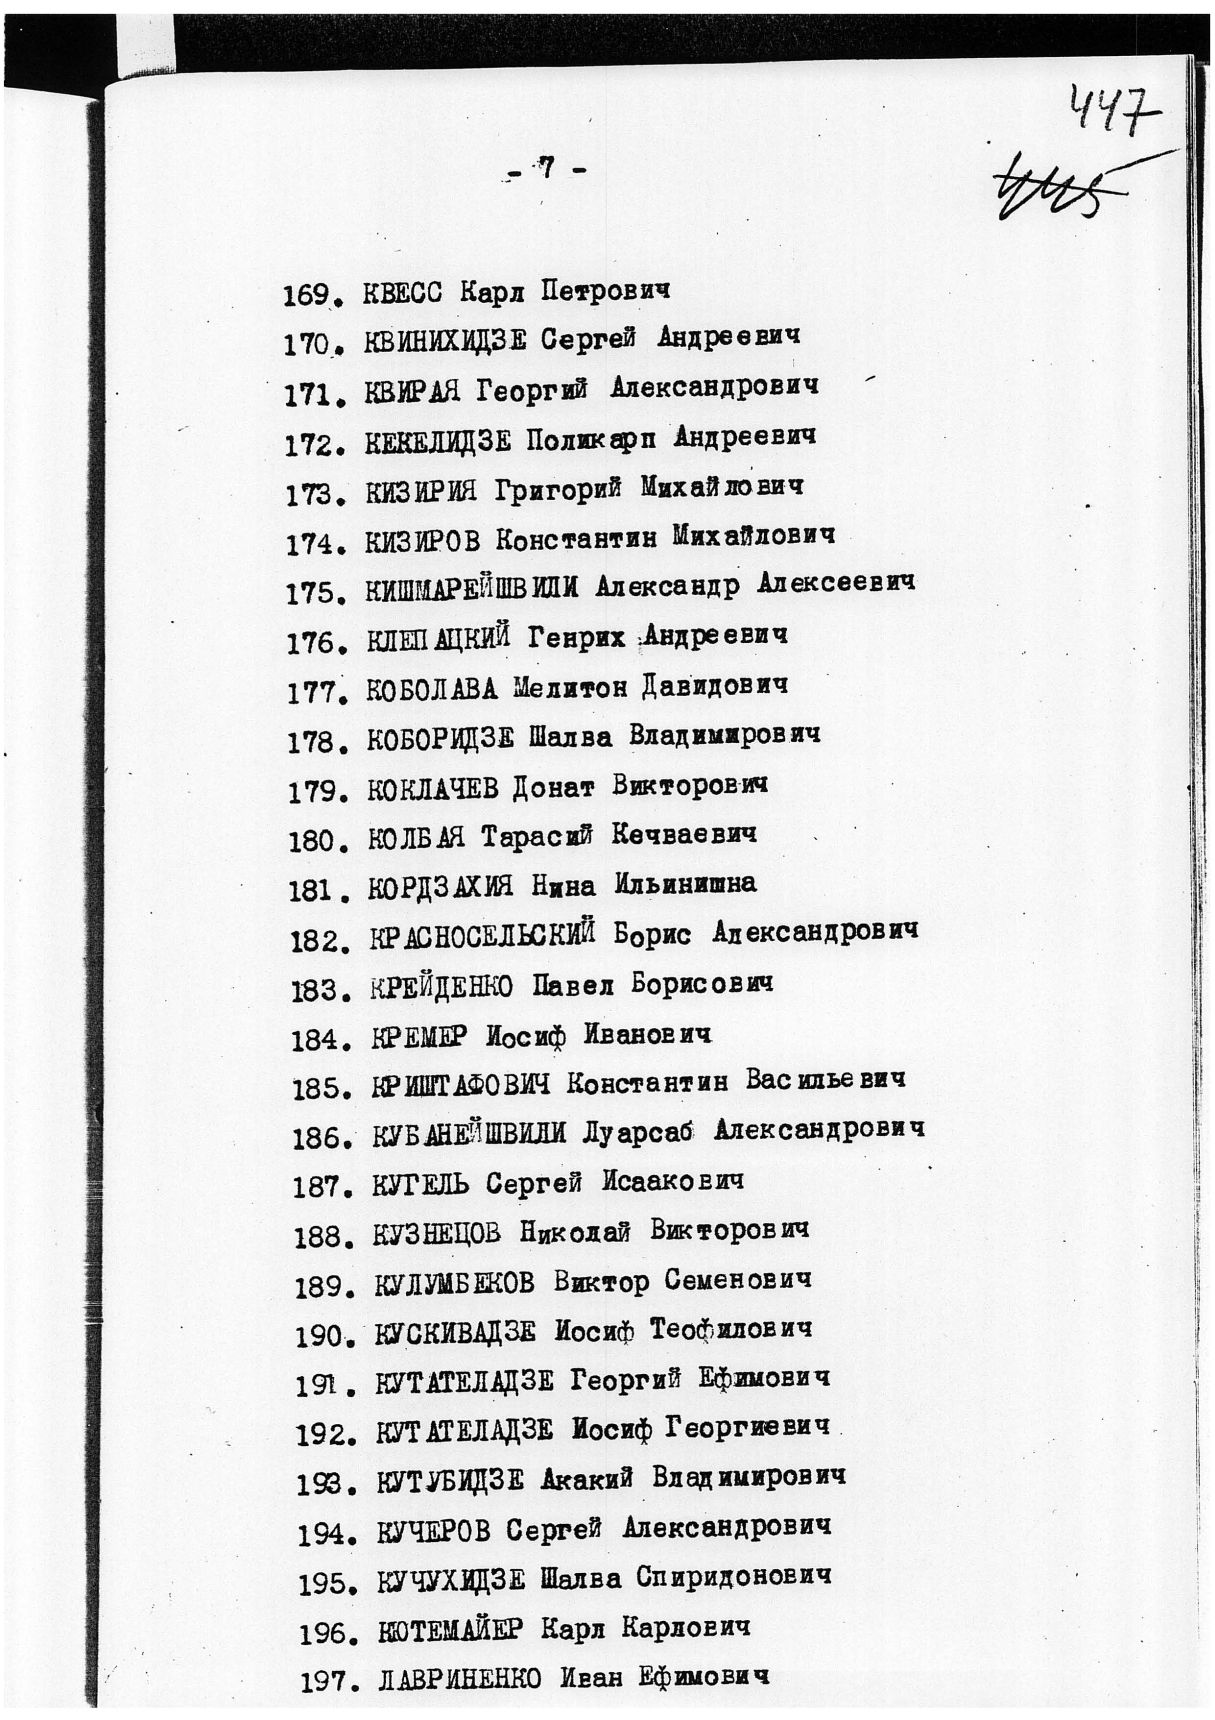 447
445
- 7 -
169. КВЕСС Карл Петрович
170. КВИНИХИДЗЕ Сергей Андреевич
171. КВИРАЯ Георгий Александрович
172. КЕКЕЛИДЗЕ Поликарп Андреевич
173. КИЗИРИЯ Григорий Михайлович
174. КИЗИРОВ Константин Михайлович
175. КИШМАРЕЙШВИЛИ Александр Алексеевич
176. КЛЕПАЦКИЙ Генрих Андреевич
177. КОБОЛАВА Мелитон Давидович
178. КОБОРИДЗЕ Шалва Владимирович
179. КОКЛАЧЕВ Донат Викторович
180. КОЛБАЯ Тарасий Кечваевич
181. КОРДЗАХИЯ Нина Ильинишна
182. КРАСНОСЕЛЬСКИЙ Борис Александрович
183. КРЕЙДЕНКО Павел Борисович
184. КРЕМЕР Иосиф Иванович
185. КРИШТАФОВИЧ Константин Васильевич
186. КУБАНЕЙШВИЛИ Луарсаб Александрович
187. КУГЕЛЬ Сергей Исаакович
188. КУЗНЕЦОВ Николай Викторович
189. КУЛУМБЕКОВ Виктор Семенович
190. КУСКИВАДЗЕ Иосиф Теофилович
191. КУТАТЕЛАДЗЕ Георгий Ефимович
192. КУТАТЕЛАДЗЕ Иосиф Георгиевич
193. КУТУБИДЗЕ Акакий Владимирович
194. КУЧЕРОВ Сергей Александрович
195. КУЧУХИДЗЕ Шалва Спиридонович
196. КЮТЕМАЙЕР Карл Карлович
197. ЛАВРИНЕНКО Иван Ефимович